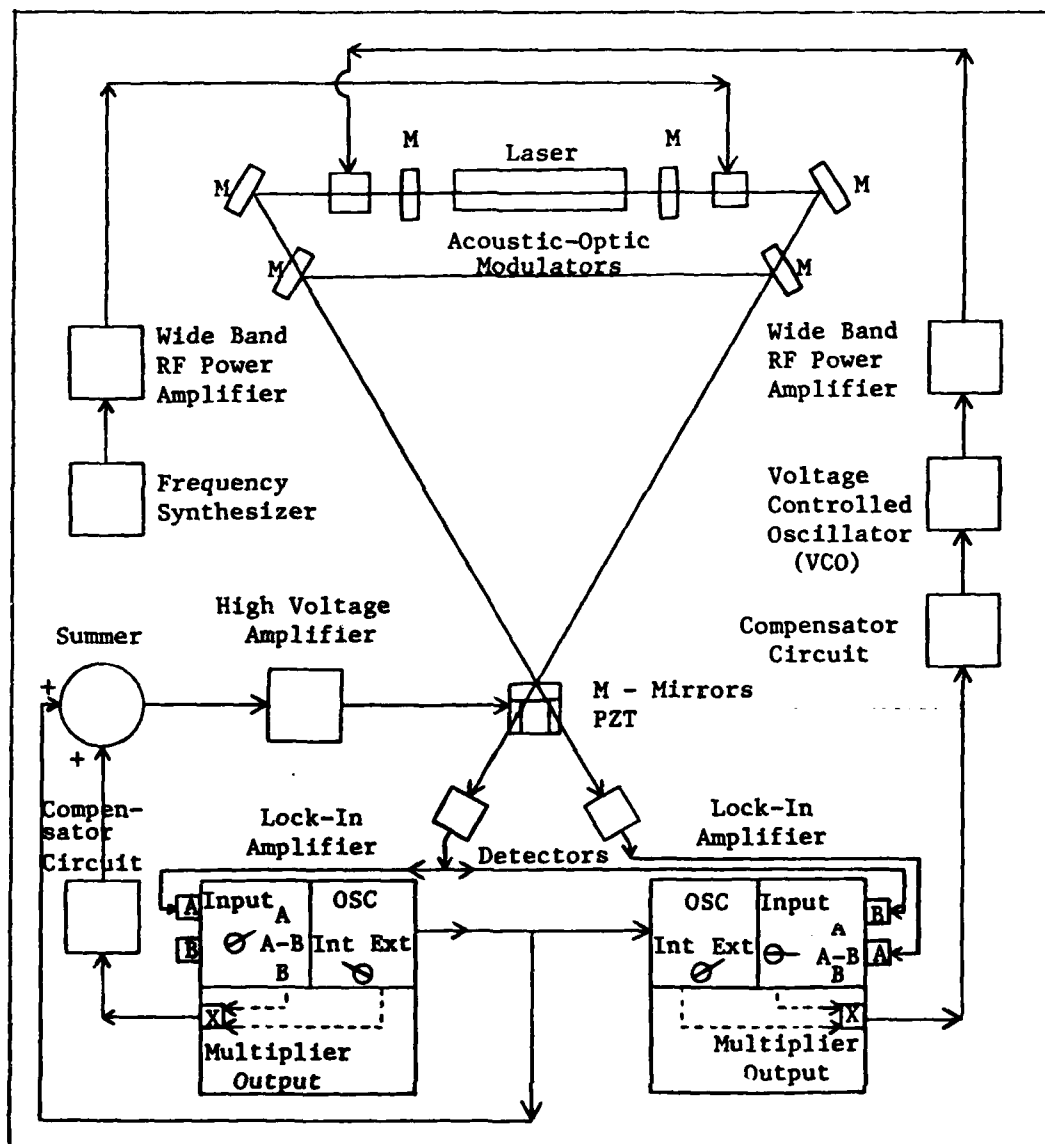 M
M
Laser
M
M
Acoustic-Optic
Modulators
M
M
Wide Band
RF Power
Amplifier
Wide Band
RF Power
Amplifier
Frequency
Synthesizer
Voltage
Controlled
Oscillator
(VCO)
High Voltage
Amplifier
Summer
Compensator
Circuit
+
+
M - Mirrors
PZT
Compen-
sator
Circuit
Lock-In
Amplifier
Detectors
Lock-In
Amplifier
A
B
Input
A
A-B
B
OSC
Int Ext
X
Multiplier
Output
OSC
Int Ext
Input
A
A-B
B
B
A
X
Multiplier
Output